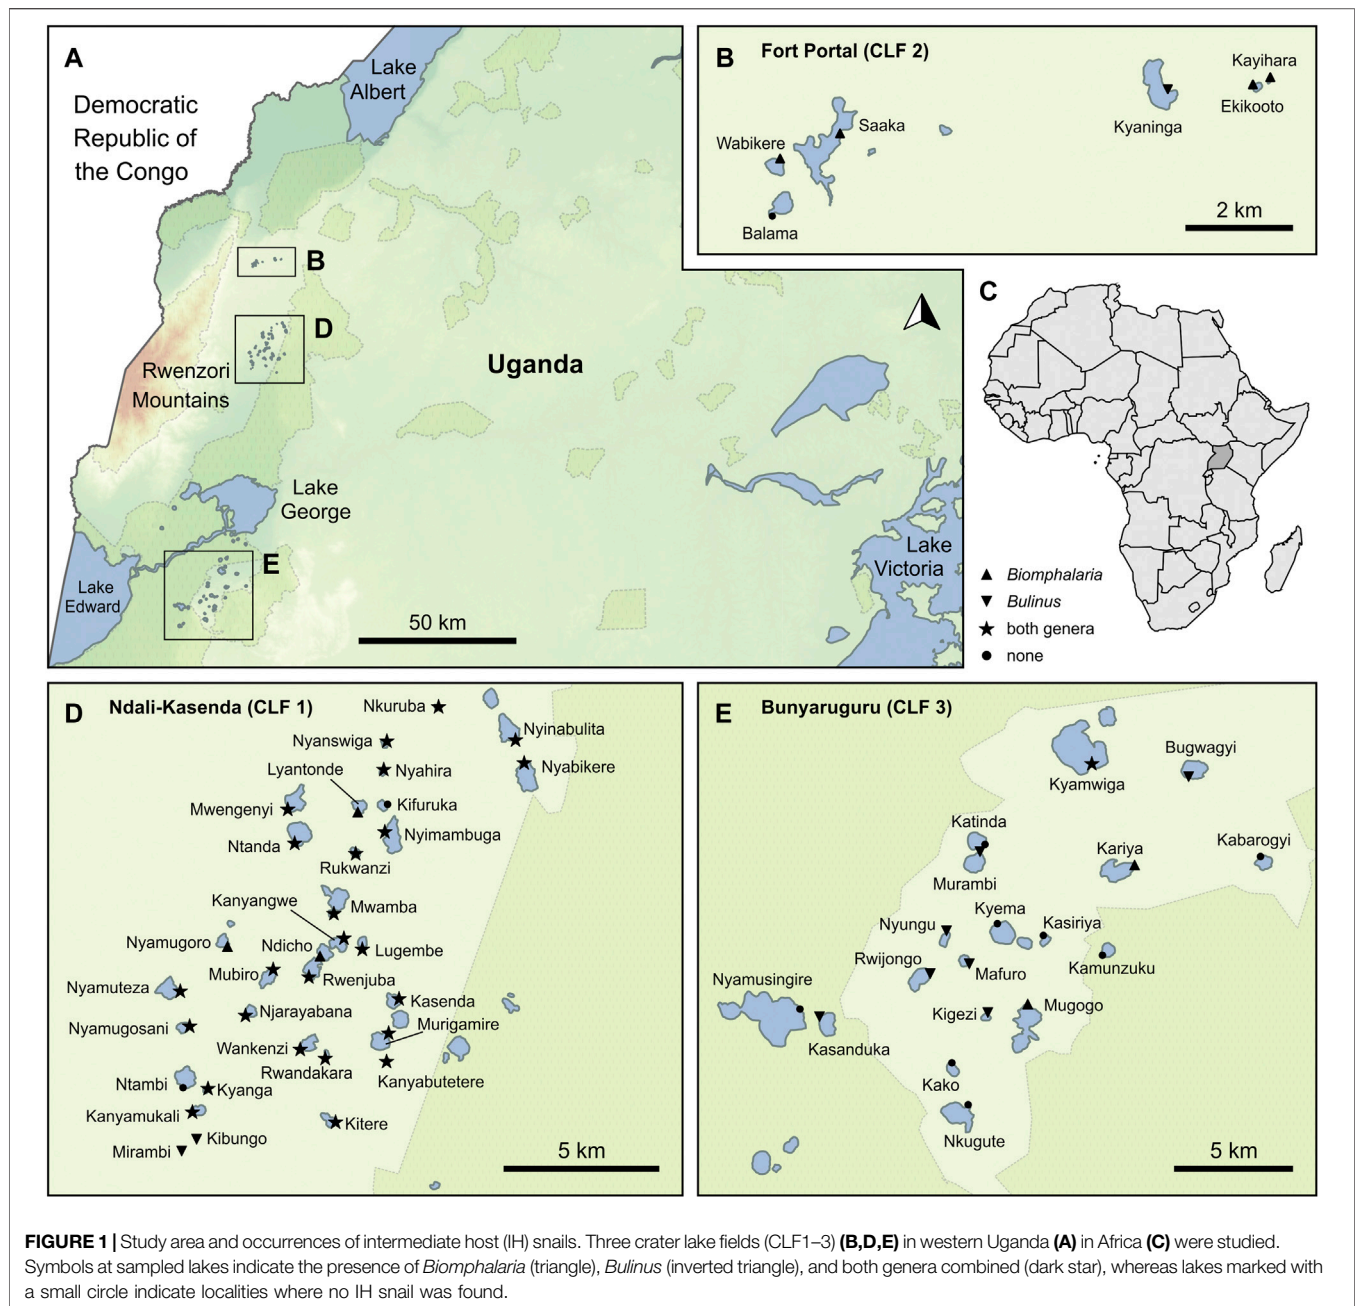 A
Democratic
Republic of
the Congo
Lake
Albert
B
D
Rwenzori
Mountains
Uganda
Lake
George
E
Lake
Edward
Lake
Victoria
50 km
B
Fort Portal (CLF 2)
Kayihara
Ekikooto
Kyaninga
Saaka
Wabikere
Balama
2 km
C
Biomphalaria
Bulinus
both genera
none
D
Ndali-Kasenda (CLF 1)
Nkuruba
Nyinabulita
Nyanswiga
Lyantonde
Nyahira
Nyabikere
Mwengenyi
Kifuruka
Nyimambuga
Ntanda
Rukwanzi
Kanyangwe
Mwamba
Nyamugoro
Ndicho
Lugembe
Mubiro
Rwenjuba
Nyamuteza
Kasenda
Njarayabana
Murigamire
Nyamugosani
Wankenzi
Rwandakara
Kanyabutetere
Ntambi
Kyanga
Kanyamukali
Kitere
Kibungo
Mirambi
5 km
E
Bunyaruguru (CLF 3)
Bugwagyi
Kyamwiga
Katinda
Kariya
Kabarogyi
Murambi
Kyema
Nyungu
Kasiriya
Rwijongo
Mafuro
Kamunzuku
Nyamusingire
Kigezi
Mugogo
Kasanduka
Kako
Nkugute
5 km
FIGURE 1 | Study area and occurrences of intermediate host (IH) snails. Three crater lake fields (CLF1–3) (B,D,E) in western Uganda (A) in Africa (C) were studied.
Symbols at sampled lakes indicate the presence of Biomphalaria (triangle), Bulinus (inverted triangle), and both genera combined (dark star), whereas lakes marked with
a small circle indicate localities where no IH snail was found.